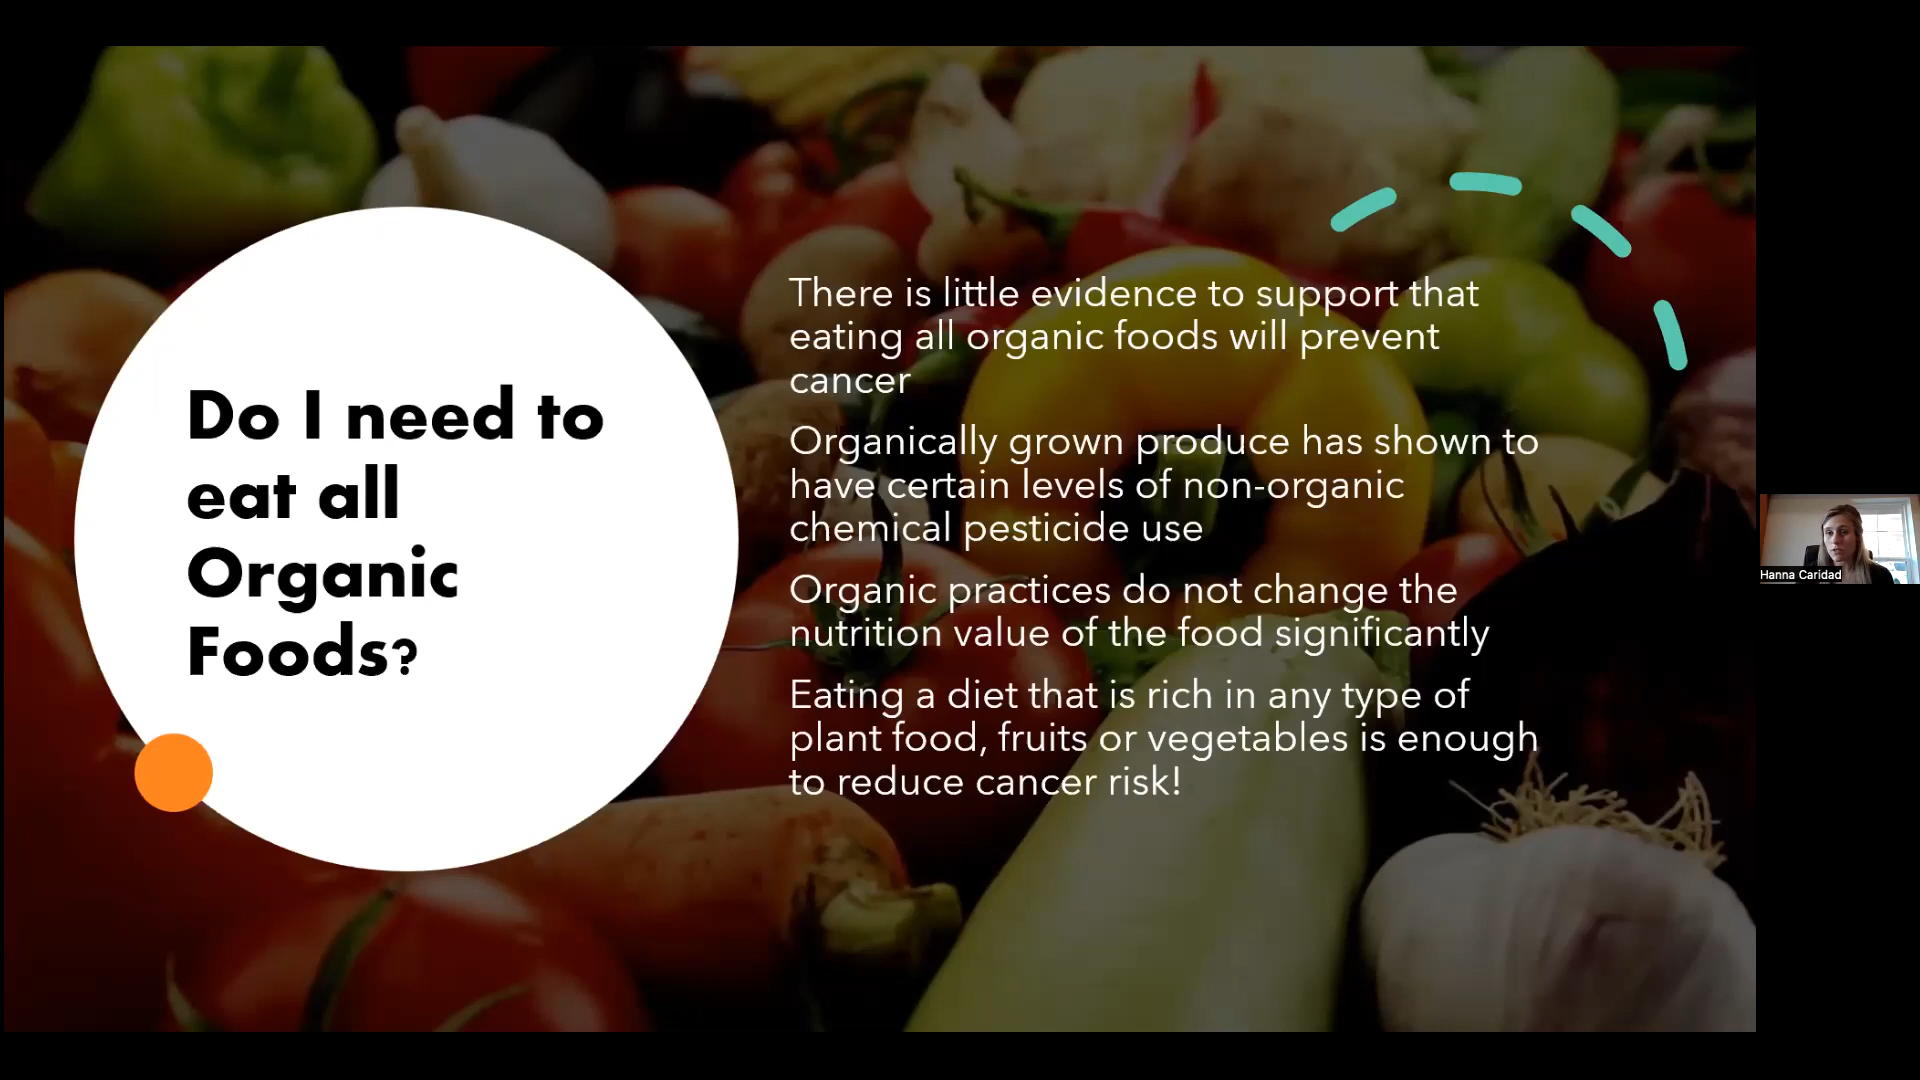 Do I need to
eat all
Organic
Foods?
There is little evidence to support that
eating all organic foods will prevent
cancer
Organically grown produce has shown to
have certain levels of non-organic
chemical pesticide use
Organic practices do not change the
nutrition value of the food significantly
Eating a diet that is rich in any type of
plant food, fruits or vegetables is enough
to reduce cancer risk!
Hanna Caridad